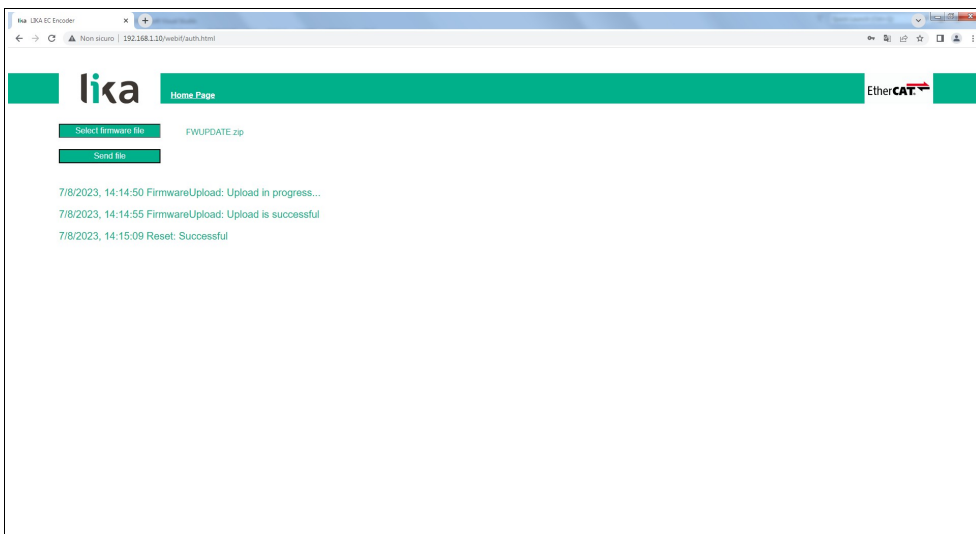 lika LIKA EC Encoder
Non sicuro | 192.168.1.10/webif/auth.html
lika
Home Page
EtherCAT.
Select firmware file FWUPDATE.zip
Send file
7/8/2023, 14:14:50 FirmwareUpload: Upload in progress...
7/8/2023, 14:14:55 FirmwareUpload: Upload is successful
7/8/2023, 14:15:09 Reset: Successful